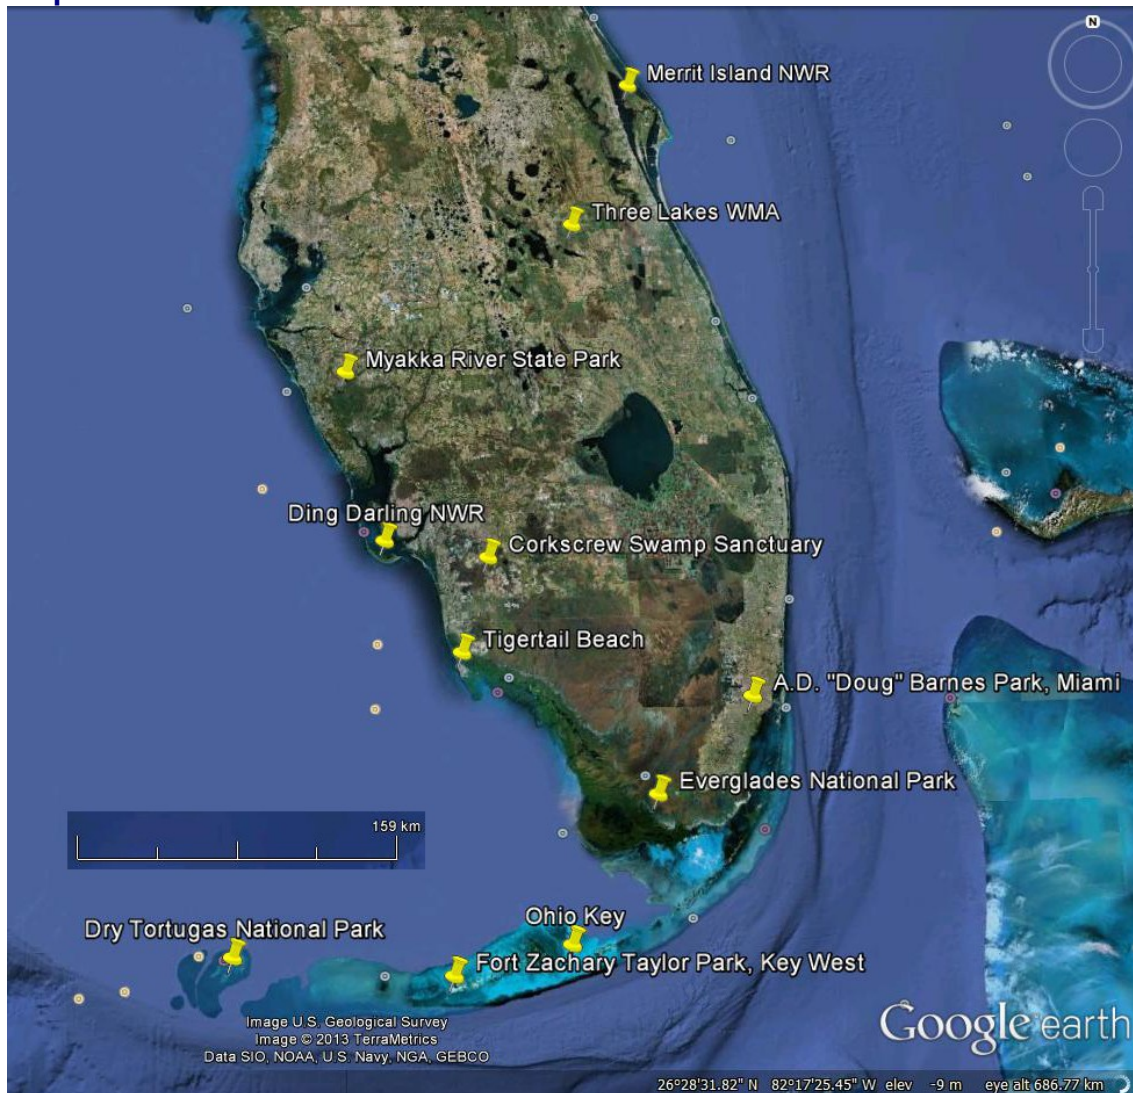 N
Merrit Island NWR
Three Lakes WMA
Myakka River State Park
Ding Darling NWR
Corkscrew Swamp Sanctuary
Tigertail Beach
A.D. "Doug" Barnes Park, Miami
Everglades National Park
159 km
Ohio Key
Dry Tortugas National Park
Fort Zachary Taylor Park, Key West
Image U.S. Geological Survey
Image © 2013 TerraMetrics
Data SIO, NOAA, U.S. Navy, NGA, GEBCO
Google earth
26°28'31.82" N 82°17'25.45" W elev -9 m eye alt 686.77 km